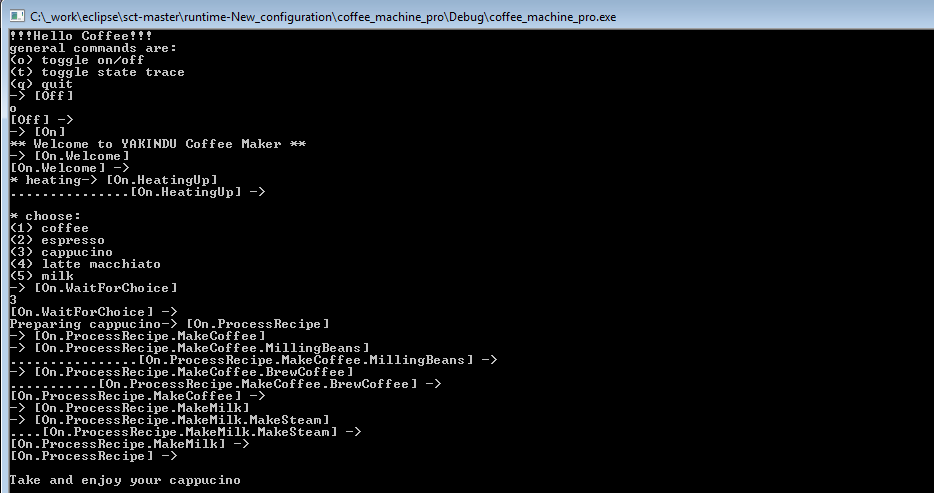 C:\_work\eclipse\sct-master\runtime-New_configuration\coffee_machine_pro\Debug\coffee_machine_pro.exe
!!!Hello Coffee!!!
general commands are:
(o) toggle on/off
(t) toggle state trace
(q) quit
-> [Off]
o
[Off] ->
-> [On]
** Welcome to YAKINDU Coffee Maker **
-> [On.Welcome]
[On.Welcome] ->
* heating-> [On.HeatingUp]
...............[On.HeatingUp] ->
* choose:
(1) coffee
(2) espresso
(3) cappucino
(4) latte macchiato
(5) milk
-> [On.WaitForChoice]
3
[On.WaitForChoice] ->
Preparing cappucino-> [On.ProcessRecipe]
-> [On.ProcessRecipe.MakeCoffee]
-> [On.ProcessRecipe.MakeCoffee.MillingBeans]
................[On.ProcessRecipe.MakeCoffee.MillingBeans] ->
-> [On.ProcessRecipe.MakeCoffee.BrewCoffee]
...........[On.ProcessRecipe.MakeCoffee.BrewCoffee] ->
[On.ProcessRecipe.MakeCoffee] ->
-> [On.ProcessRecipe.MakeMilk]
-> [On.ProcessRecipe.MakeMilk.MakeSteam]
....[On.ProcessRecipe.MakeMilk.MakeSteam] ->
[On.ProcessRecipe.MakeMilk] ->
[On.ProcessRecipe] ->
Take and enjoy your cappucino